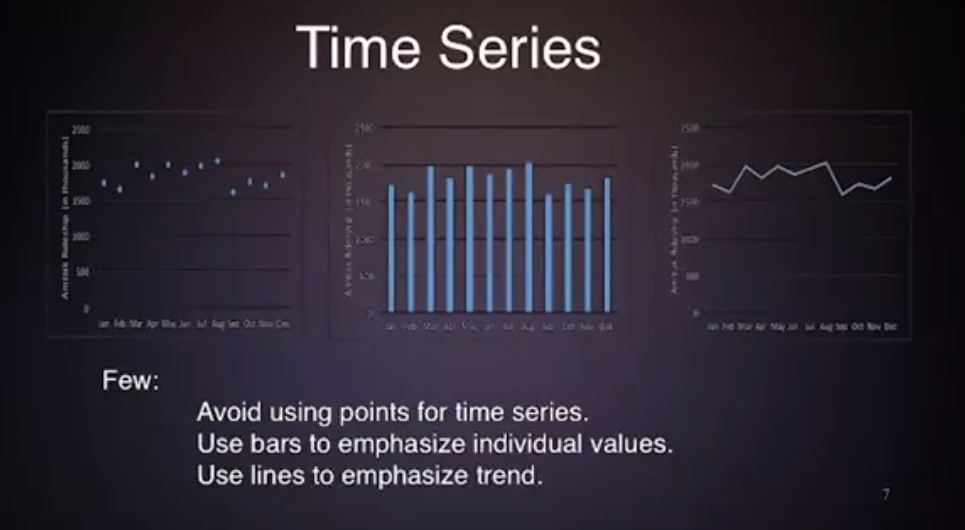 Time Series
2500
2000
1500
1000
500
0
Amtrak Ridership (in thousands)
Jan Feb Mar Apr May Jun Jul Aug Sep Oct Nov Dec
2500
2000
1500
1000
500
0
Amtrak Ridership (in thousands)
Jan Feb Mar Apr May Jun Jul Aug Sep Oct Nov Dec
2500
2000
1500
1000
500
0
Amtrak Ridership (in thousands)
Jan Feb Mar Apr May Jun Jul Aug Sep Oct Nov Dec
Few:
Avoid using points for time series.
Use bars to emphasize individual values.
Use lines to emphasize trend.
7